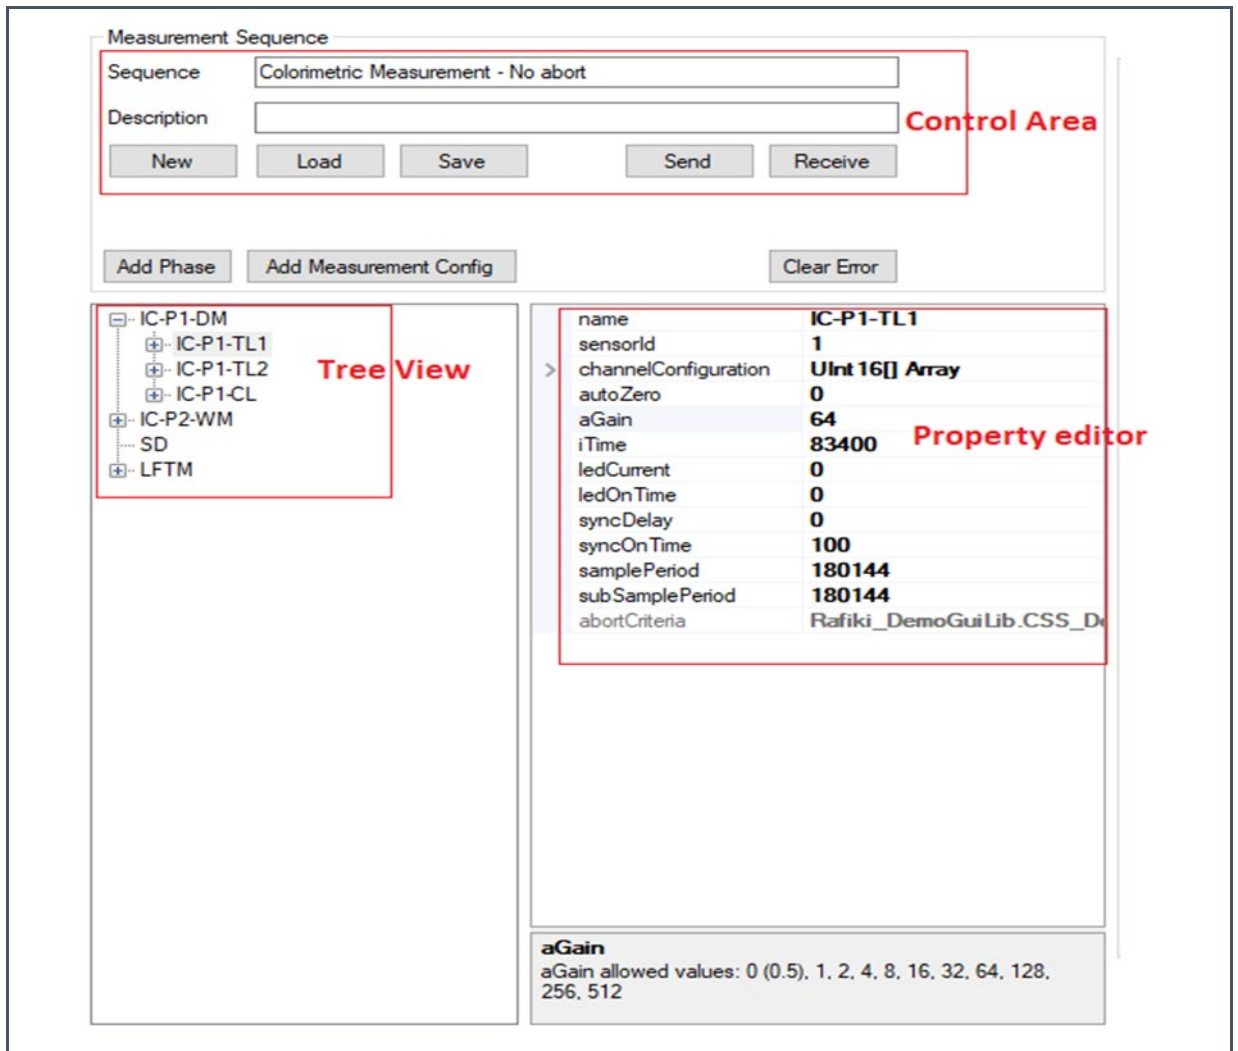 Measurement Sequence
Sequence Colorimetric Measurement - No abort
Description
Control Area
New Load Save Send Receive
Add Phase Add Measurement Config Clear Error
IC-P1-DM
IC-P1-TL1
IC-P1-TL2
IC-P1-CL
IC-P2-WM
SD
LFTM
Tree View
name IC-P1-TL1
sensorId 1
channelConfiguration UInt16[] Array
autoZero 0
aGain 64
iTime 83400
ledCurrent 0
ledOnTime 0
syncDelay 0
syncOnTime 100
samplePeriod 180144
subSamplePeriod 180144
abortCriteria Rafiki_DemoGuiLib.CSS_De
Property editor
aGain
aGain allowed values: 0 (0.5), 1, 2, 4, 8, 16, 32, 64, 128,
256, 512